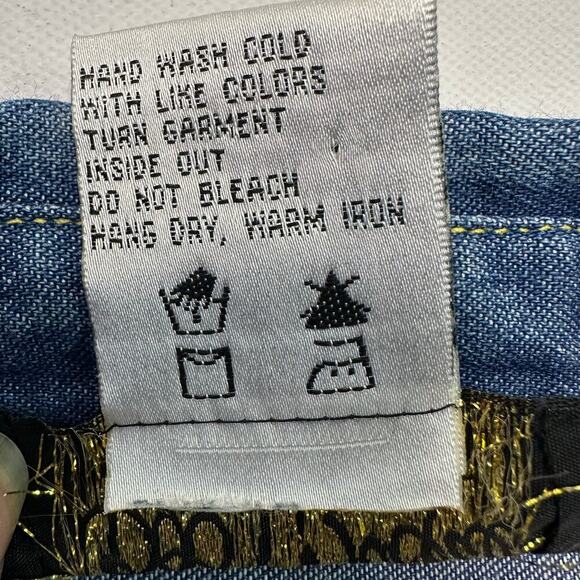 HAND WASH COLD
WITH LIKE COLORS
TURN GARMENT
INSIDE OUT
DO NOT BLEACH
HANG DRY, WARM IRON